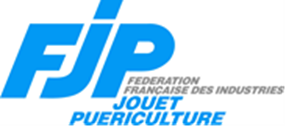 FJP
FEDERATION
FRANÇAISE DES INDUSTRIES
JOUET
PUERICULTURE